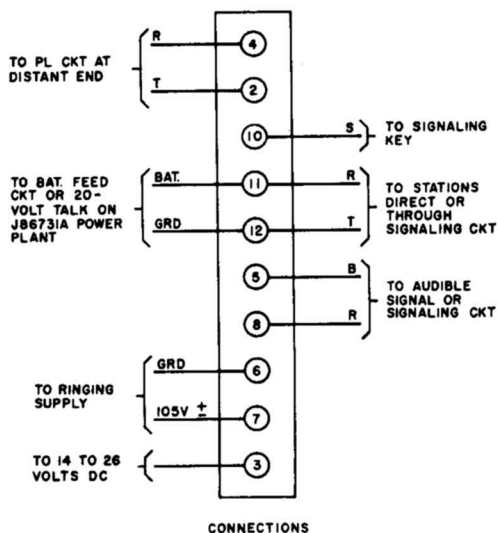 TO PL CKT AT
DISTANT END
R
4
T
2
10
S
TO SIGNALING
KEY
TO BAT. FEED
CKT OR 20-
VOLT TALK ON
J86731A POWER
PLANT
BAT.
11
R
GRD
12
T
TO STATIONS
DIRECT OR
THROUGH
SIGNALING CKT
5
B
8
R
TO AUDIBLE
SIGNAL OR
SIGNALING CKT
TO RINGING
SUPPLY
GRD
6
105V ±
7
TO 14 TO 26
VOLTS DC
3
CONNECTIONS